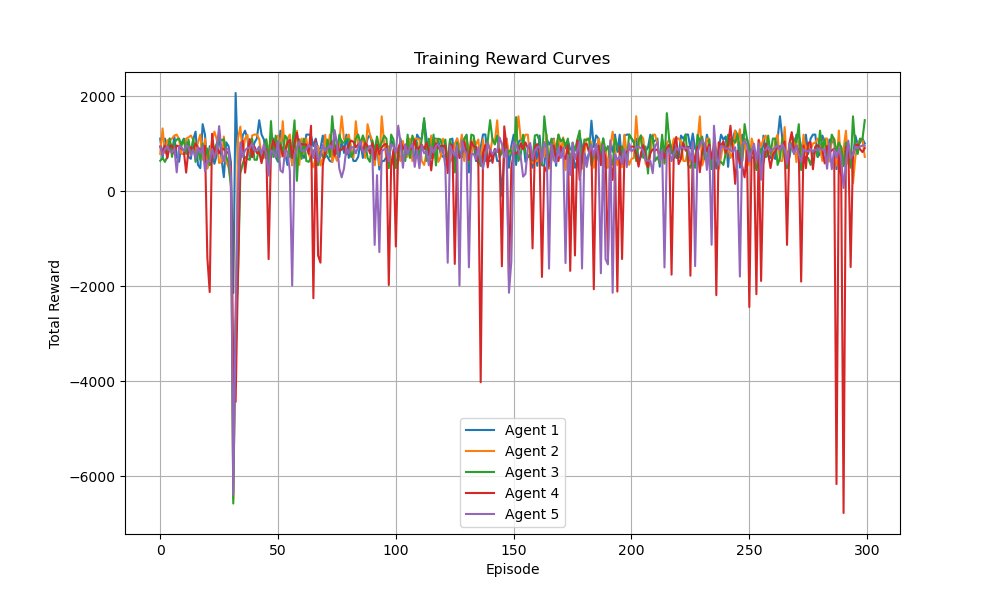 Training Reward Curves
Total Reward
2000
0
−2000
−4000
−6000
Agent 1
Agent 2
Agent 3
Agent 4
Agent 5
0 50 100 150 200 250 300
Episode